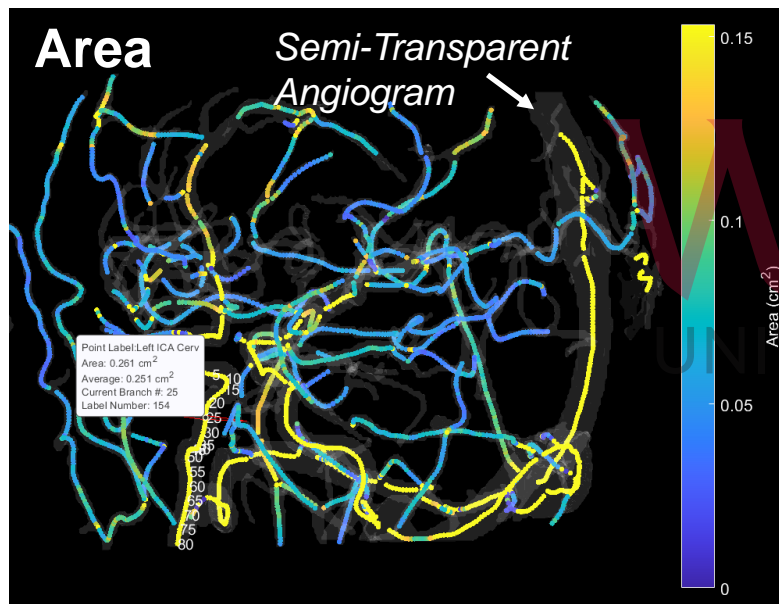 Area
Semi-Transparent
Angiogram
0.15
0.1
0.05
0
Area (cm²)
W
UNI
Point Label:Left ICA Cerv
Area: 0.261 cm²
Average: 0.251 cm²
Current Branch #: 25
Label Number: 154
5
10
15
20
25
30
35
50
55
60
65
70
75
80